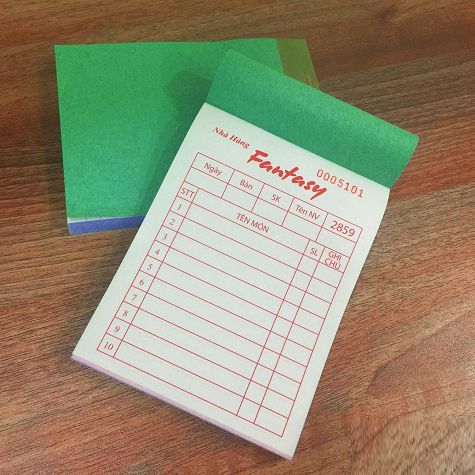 Nhà Hàng
Fantasy
0005101
Ngày Bàn SK Tên NV 2859
STT TÊN MÓN SL GHI CHÚ
1
2
3
4
5
6
7
8
9
10